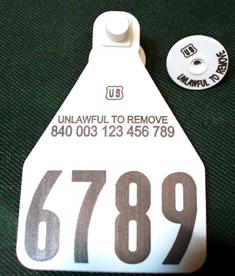 US
UNLAWFUL TO REMOVE
840 003 123 456 789
6789
US
UNLAWFUL TO REMOVE